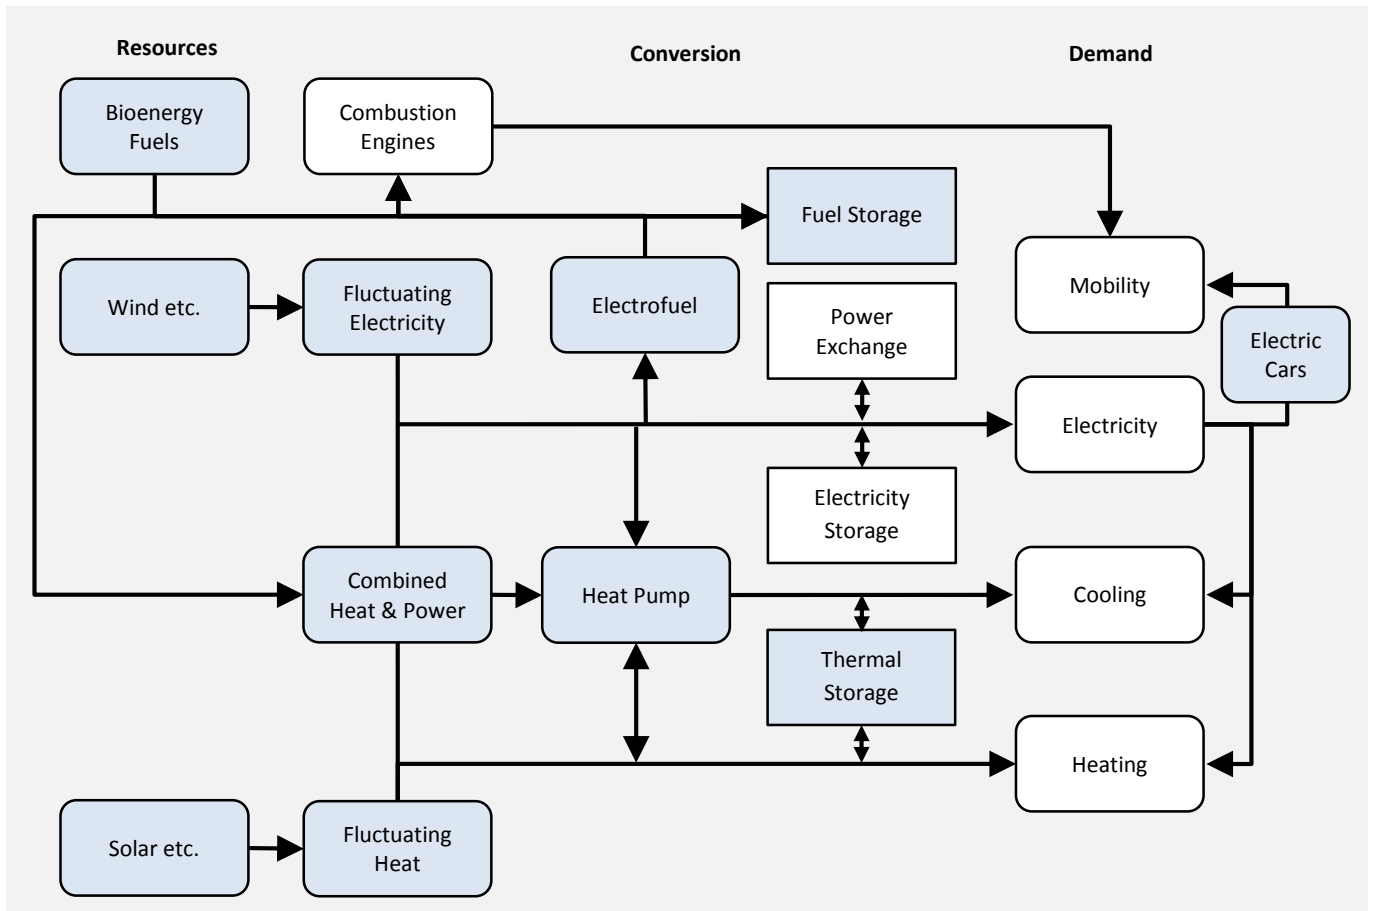 Resources
Conversion
Demand
Bioenergy
Fuels
Combustion
Engines
Fuel Storage
Mobility
Wind etc.
Fluctuating
Electricity
Electrofuel
Power
Exchange
Electric
Cars
Electricity
Electricity
Storage
Combined
Heat & Power
Heat Pump
Cooling
Thermal
Storage
Heating
Solar etc.
Fluctuating
Heat